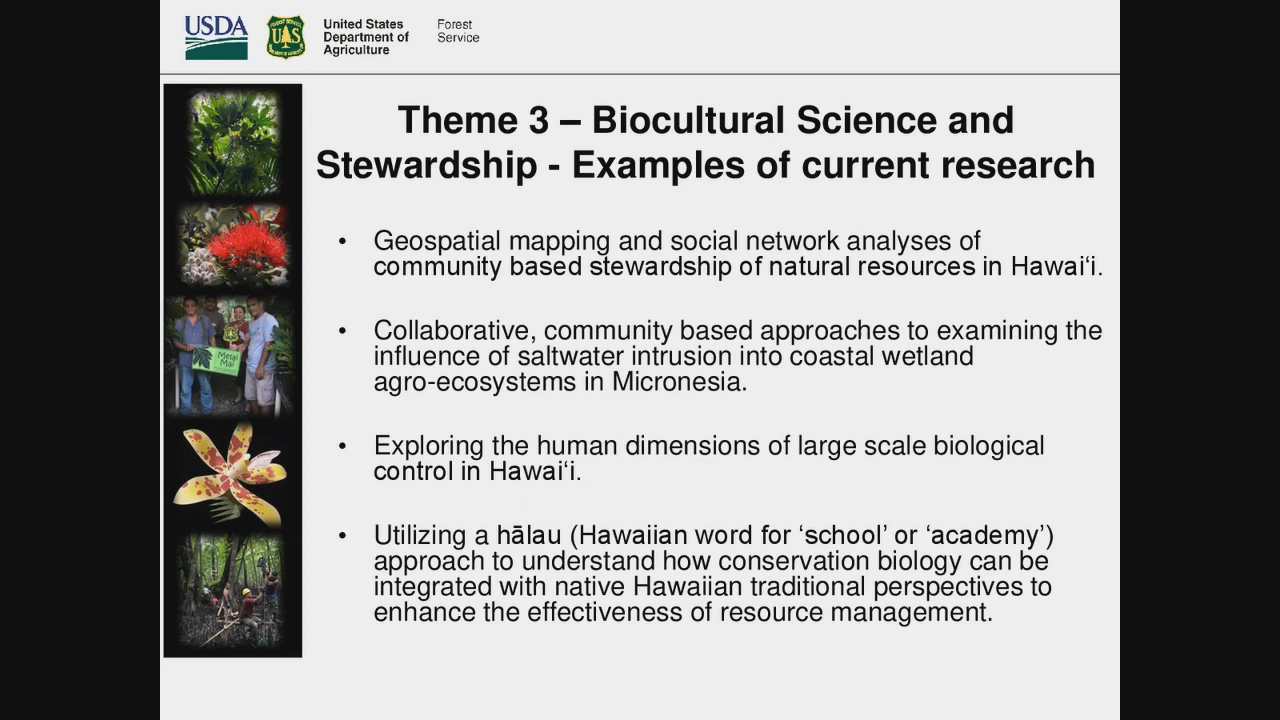 USDA
United States
Department of
Agriculture
Forest
Service
Theme 3 – Biocultural Science and
Stewardship - Examples of current research
• Geospatial mapping and social network analyses of
community based stewardship of natural resources in Hawai‘i.
• Collaborative, community based approaches to examining the
influence of saltwater intrusion into coastal wetland
agro-ecosystems in Micronesia.
• Exploring the human dimensions of large scale biological
control in Hawai‘i.
• Utilizing a hālau (Hawaiian word for ‘school’ or ‘academy’)
approach to understand how conservation biology can be
integrated with native Hawaiian traditional perspectives to
enhance the effectiveness of resource management.
Melai
Mai